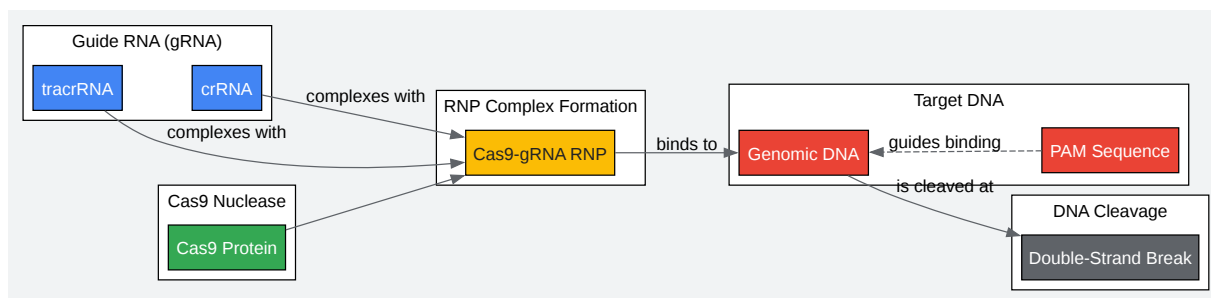 Guide RNA (gRNA)
tracrRNA
crRNA
complexes with
complexes with
RNP Complex Formation
Cas9-gRNA RNP
Cas9 Nuclease
Cas9 Protein
binds to
Target DNA
Genomic DNA
guides binding
PAM Sequence
is cleaved at
DNA Cleavage
Double-Strand Break